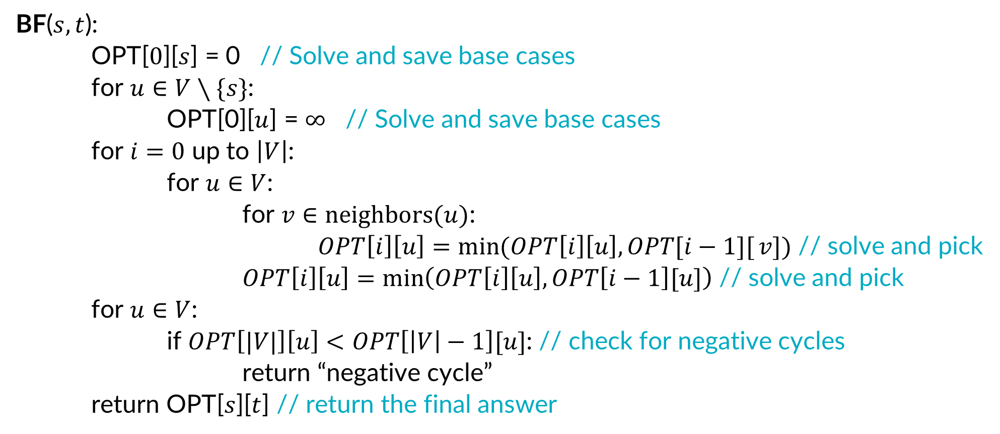 BF(s, t):
OPT[0][s] = 0 // Solve and save base cases
for u ∈ V \ {s}:
OPT[0][u] = ∞ // Solve and save base cases
for i = 0 up to |V|:
for u ∈ V:
for v ∈ neighbors(u):
OPT[i][u] = min(OPT[i][u], OPT[i − 1][v]) // solve and pick
OPT[i][u] = min(OPT[i][u], OPT[i − 1][u]) // solve and pick
for u ∈ V:
if OPT[|V|][u] < OPT[|V| − 1][u]: // check for negative cycles
return “negative cycle”
return OPT[s][t] // return the final answer